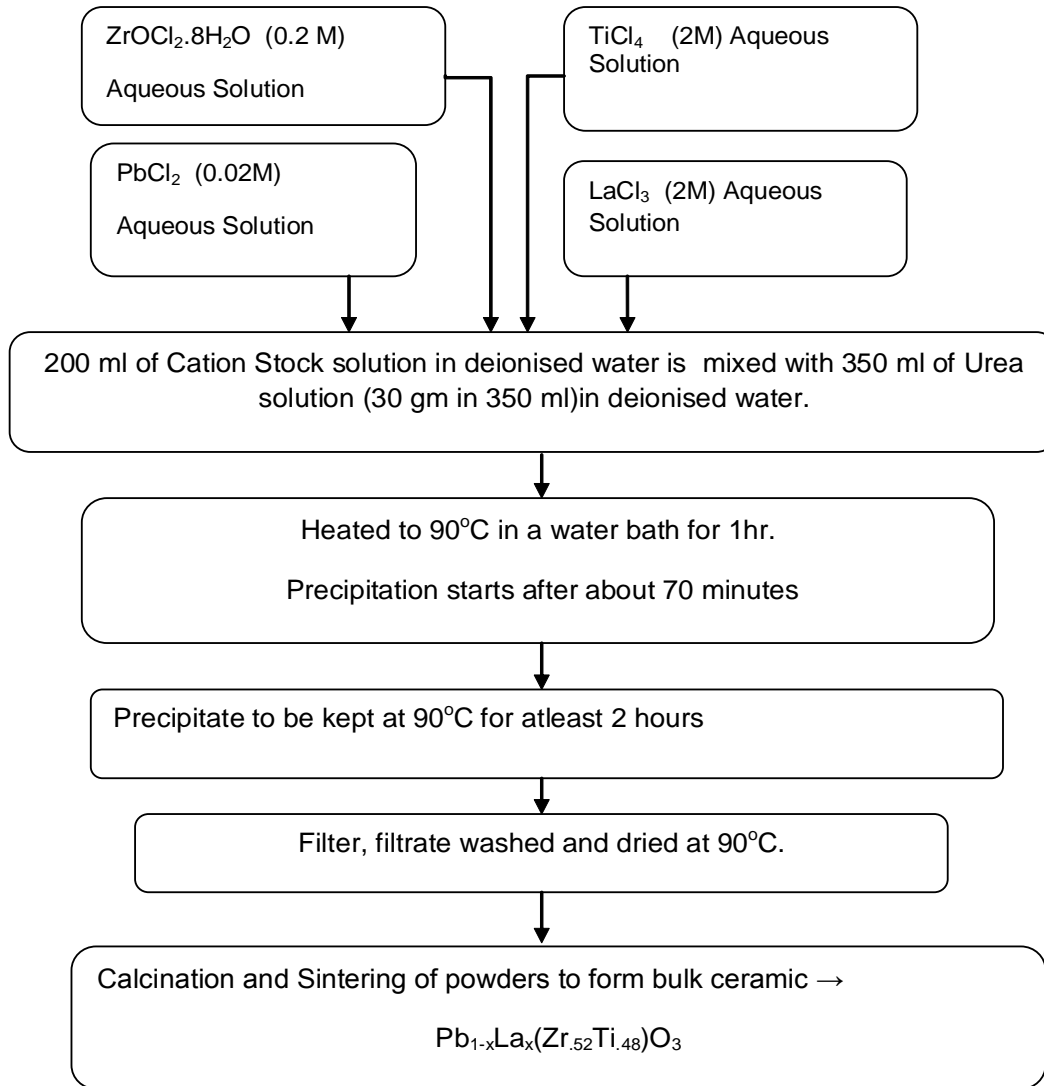 ZrOCl₂.8H₂O (0.2 M)
Aqueous Solution
TiCl₄ (2M) Aqueous
Solution
PbCl₂ (0.02M)
Aqueous Solution
LaCl₃ (2M) Aqueous
Solution
200 ml of Cation Stock solution in deionised water is mixed with 350 ml of Urea
solution (30 gm in 350 ml)in deionised water.
Heated to 90°C in a water bath for 1hr.
Precipitation starts after about 70 minutes
Precipitate to be kept at 90°C for atleast 2 hours
Filter, filtrate washed and dried at 90°C.
Calcination and Sintering of powders to form bulk ceramic →
Pb₁₋ₓLaₓ(Zr.₅₂Ti.₄₈)O₃